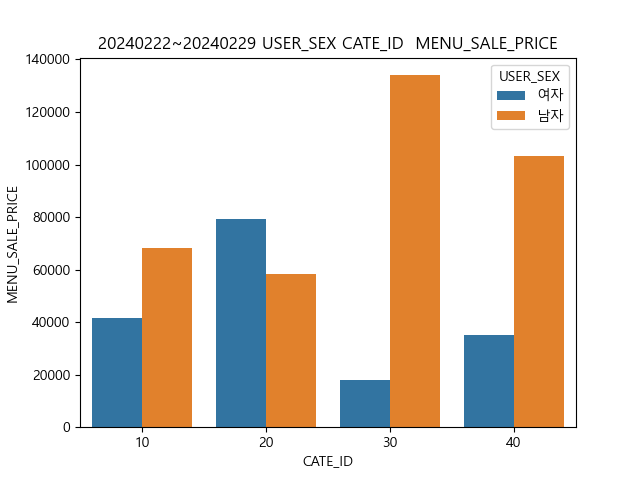 20240222~20240229 USER_SEX CATE_ID  MENU_SALE_PRICE
USER_SEX
여자
남자
MENU_SALE_PRICE
140000
120000
100000
80000
60000
40000
20000
0
10 20 30 40
CATE_ID